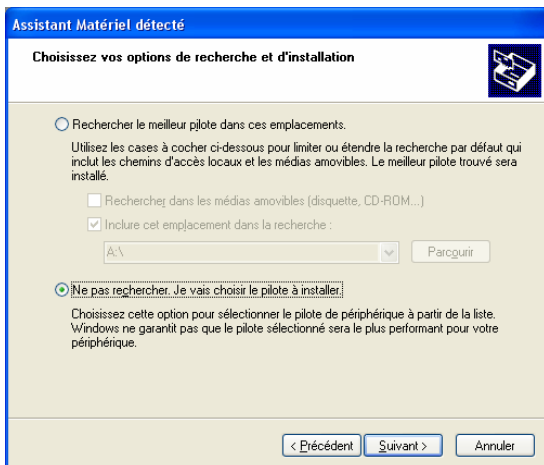 Assistant Matériel détecté
Choisissez vos options de recherche et d'installation
Rechercher le meilleur pilote dans ces emplacements.
Utilisez les cases à cocher ci-dessous pour limiter ou étendre la recherche par défaut qui
inclut les chemins d'accès locaux et les médias amovibles. Le meilleur pilote trouvé sera
installé.
Rechercher dans les médias amovibles (disquette, CD-ROM...)
Inclure cet emplacement dans la recherche :
A:\
Parcourir
Ne pas rechercher. Je vais choisir le pilote à installer.
Choisissez cette option pour sélectionner le pilote de périphérique à partir de la liste.
Windows ne garantit pas que le pilote sélectionné sera le plus performant pour votre
périphérique.
< Précédent Suivant > Annuler